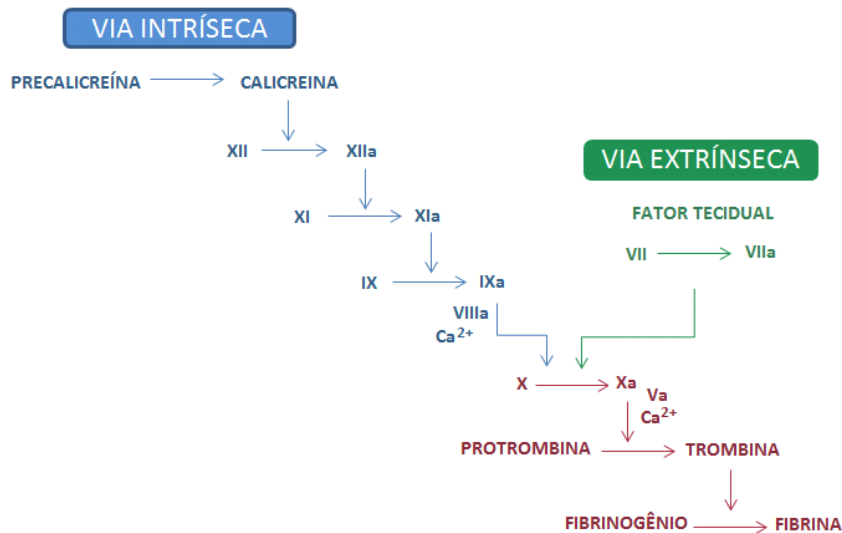 VIA INTRÍSECA
PRECALICREÍNA CALICREINA
XII XIIa
VIA EXTRÍNSECA
FATOR TECIDUAL
XI XIa
VII VIIa
IX IXa
VIIIa
Ca²⁺
X Xa
Va
Ca²⁺
PROTROMBINA TROMBINA
FIBRINOGÊNIO FIBRINA